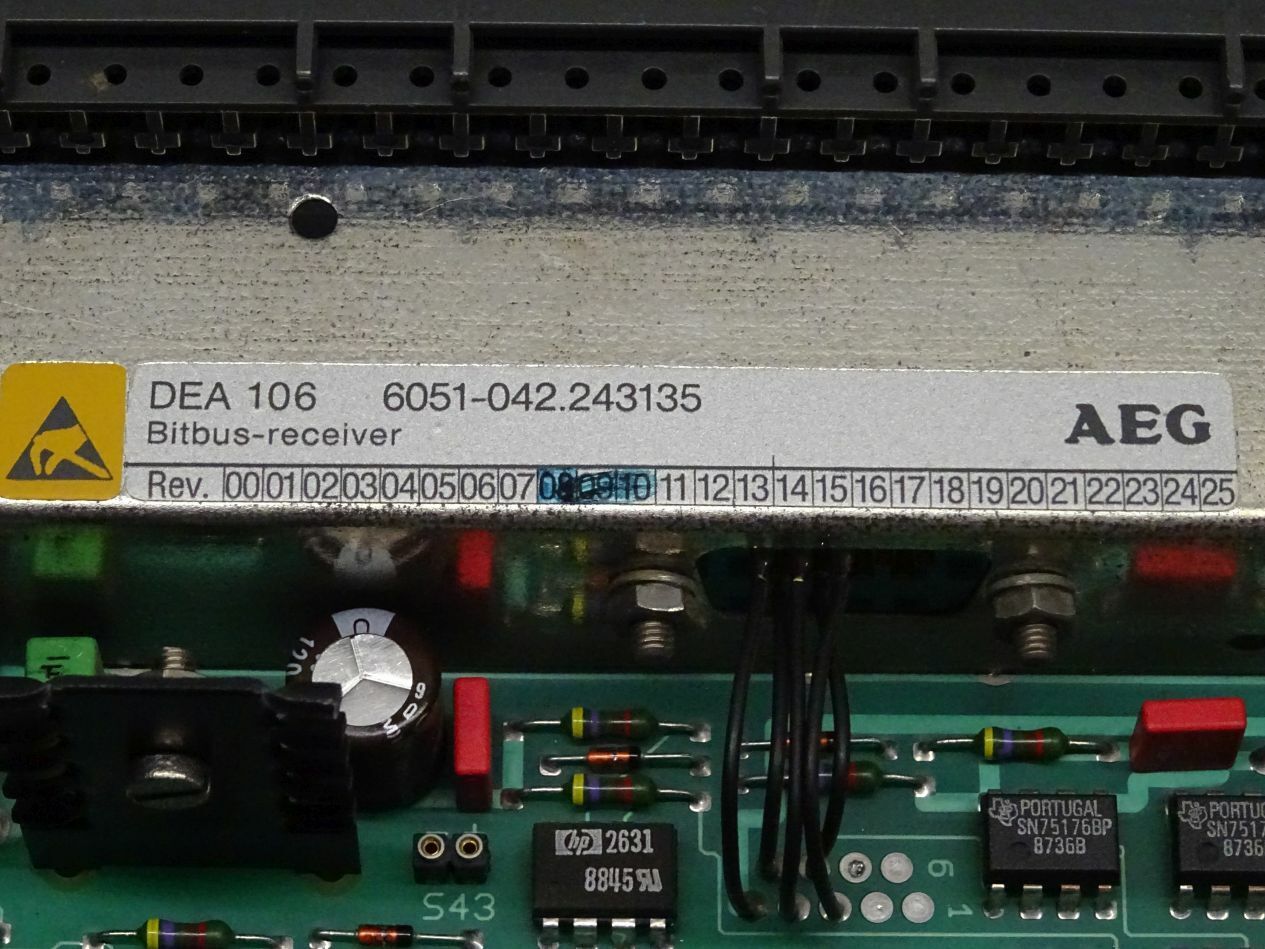 DEA 106 6051-042.243135
Bitbus-receiver
AEG
Rev. 00 01 02 03 04 05 06 07 08 09 10 11 12 13 14 15 16 17 18 19 20 21 22 23 24 25
PORTUGAL
SN75176BP
8736B
hp 2631
8845
S43
6
1